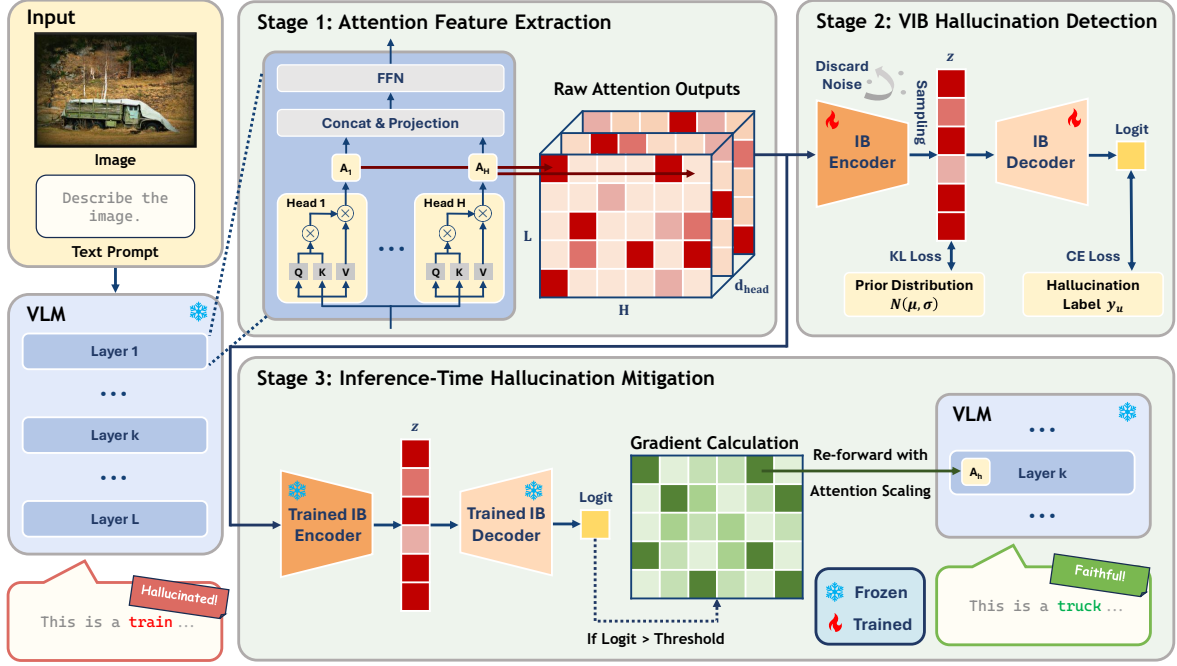 Input
Image
Describe the
image.
Text Prompt
VLM
Layer 1
...
Layer k
...
Layer L
Hallucinated!
This is a train ...
Stage 1: Attention Feature Extraction
FFN
Concat & Projection
A1
AH
Head 1
Head H
...
Q K V
Q K V
Raw Attention Outputs
L
H
d_head
Stage 2: VIB Hallucination Detection
Discard
Noise
Sampling
z
IB
Encoder
IB
Decoder
Logit
KL Loss
CE Loss
Prior Distribution
N(μ, σ)
Hallucination
Label y_u
Stage 3: Inference-Time Hallucination Mitigation
Trained IB
Encoder
z
Trained IB
Decoder
Logit
If Logit > Threshold
Gradient Calculation
Re-forward with
Attention Scaling
VLM
...
Ah
Layer k
...
Frozen
Trained
Faithful!
This is a truck ...